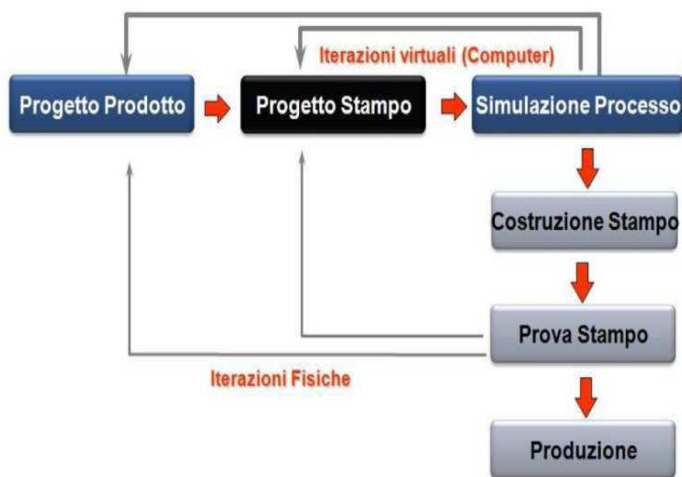 Iterazioni virtuali (Computer)
Progetto Prodotto
Progetto Stampo
Simulazione Processo
Costruzione Stampo
Prova Stampo
Iterazioni Fisiche
Produzione